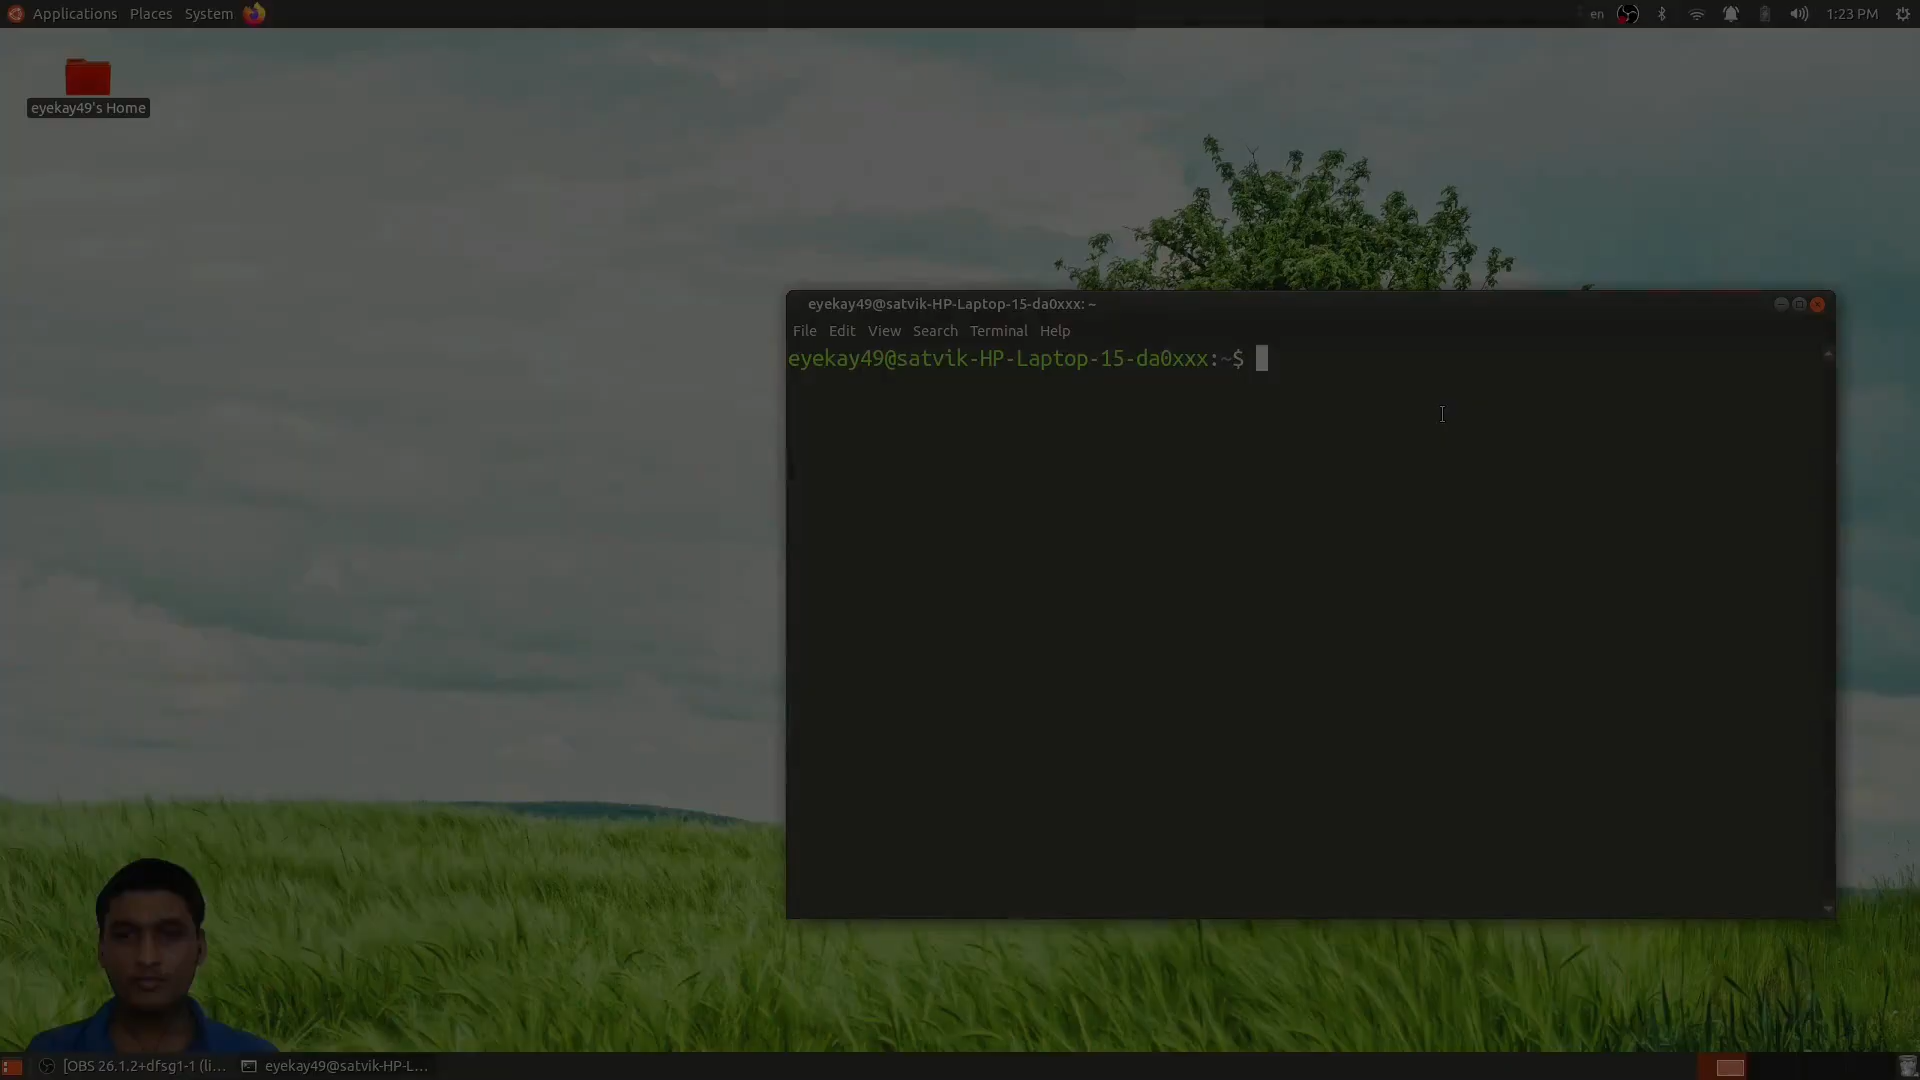 Applications Places System
en 1:23 PM
eyekay49's Home
eyekay49@satvik-HP-Laptop-15-da0xxx: ~
File Edit View Search Terminal Help
eyekay49@satvik-HP-Laptop-15-da0xxx:~$
[OBS 26.1.2+dfsg1-1 (li... eyekay49@satvik-HP-L...